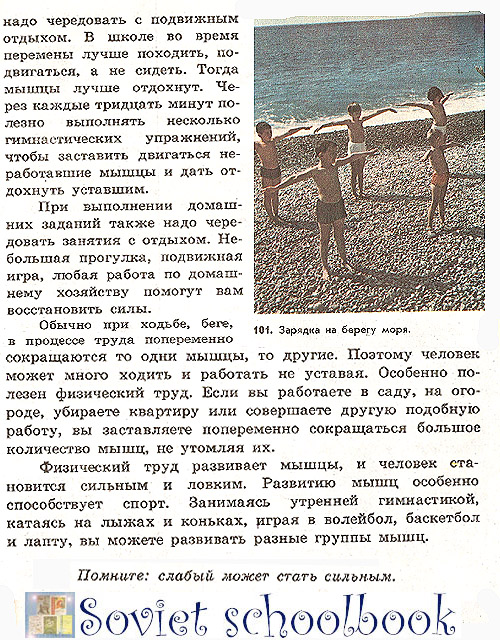 надо чередовать с подвижным
отдыхом. В школе во время
перемены лучше походить, по-
двигаться, а не сидеть. Тогда
мышцы лучше отдохнут. Че-
рез каждые тридцать минут по-
лезно выполнять несколько
гимнастических упражнений,
чтобы заставить двигаться не-
работавшие мышцы и дать от-
дохнуть уставшим.
При выполнении домаш-
них заданий также надо чере-
довать занятия с отдыхом. Не-
большая прогулка, подвижная
игра, любая работа по домаш-
нему хозяйству помогут вам
восстановить силы.
Обычно при ходьбе, беге,
в процессе труда попеременно
101. Зарядка на берегу моря.
сокращаются то одни мышцы, то другие. Поэтому человек
может много ходить и работать не уставая. Особенно по-
лезен физический труд. Если вы работаете в саду, на ого-
роде, убираете квартиру или совершаете другую подобную
работу, вы заставляете попеременно сокращаться большое
количество мышц, не утомляя их.
Физический труд развивает мышцы, и человек ста-
новится сильным и ловким. Развитию мышц особенно
способствует спорт. Занимаясь утренней гимнастикой,
катаясь на лыжах и коньках, играя в волейбол, баскетбол
и лапту, вы можете развивать разные группы мышц.
Помните: слабый может стать сильным.
Soviet schoolbook